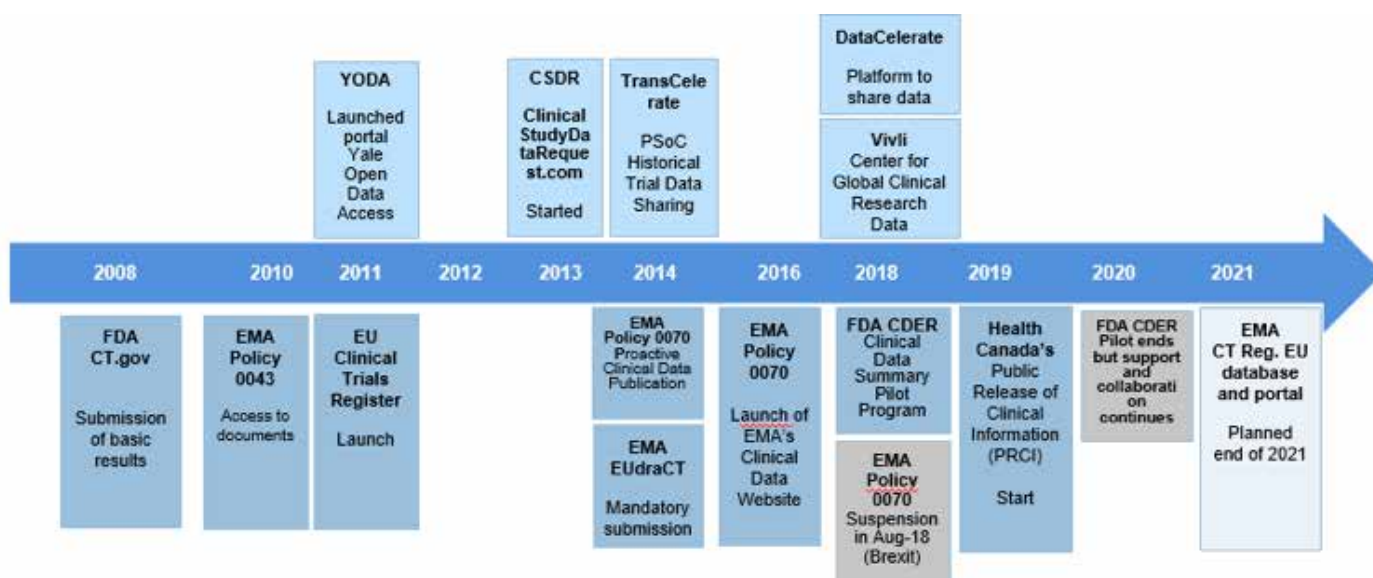 YODA
Launched
portal
Yale
Open
Data
Access
CSDR
Clinical
StudyDa
taReque
st.com
Started
TransCele
rate
PSoC
Historical
Trial Data
Sharing
DataCelerate
Platform to
share data
Vivli
Center for
Global Clinical
Research
Data
2008
2010
2011
2012
2013
2014
2016
2018
2019
2020
2021
FDA
CT.gov
Submission
of basic
results
EMA
Policy
0043
Access to
documents
EU
Clinical
Trials
Register
Launch
EMA
Policy 0070
Proactive
Clinical Data
Publication
EMA
EUdraCT
Mandatory
submission
EMA
Policy
0070
Launch of
EMA's
Clinical
Data
Website
FDA CDER
Clinical
Data
Summary
Pilot
Program
EMA
Policy
0070
Suspension
in Aug-18
(Brexit)
Health
Canada's
Public
Release of
Clinical
Information
(PRCI)
Start
FDA CDER
Pilot ends
but support
and
collaborati
on
continues
EMA
CT Reg. EU
database
and portal
Planned
end of 2021